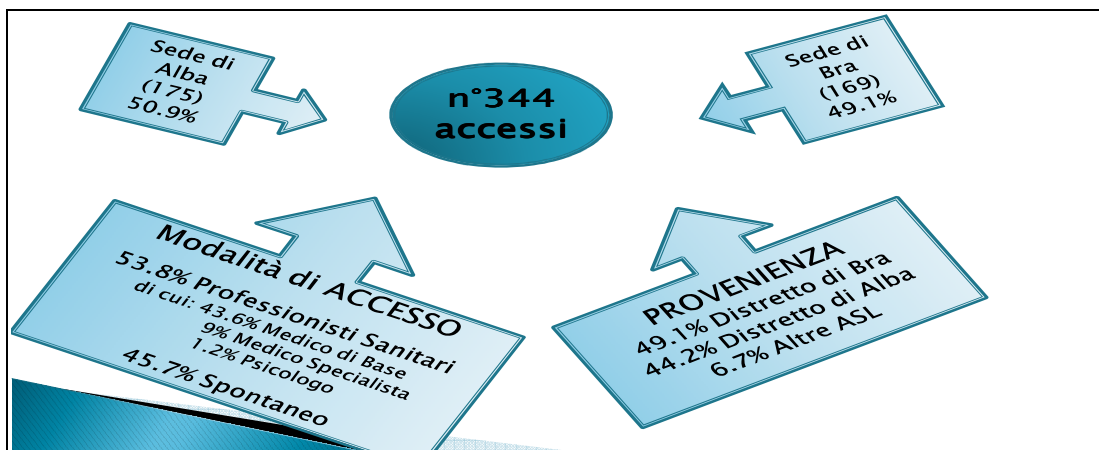 Sede di
Alba
(175)
50.9%
n°344
accessi
Sede di
Bra
(169)
49.1%
Modalità di ACCESSO
53.8% Professionisti Sanitari
di cui: 43.6% Medico di Base
9% Medico Specialista
1.2% Psicologo
45.7% Spontaneo
PROVENIENZA
49.1% Distretto di Bra
44.2% Distretto di Alba
6.7% Altre ASL